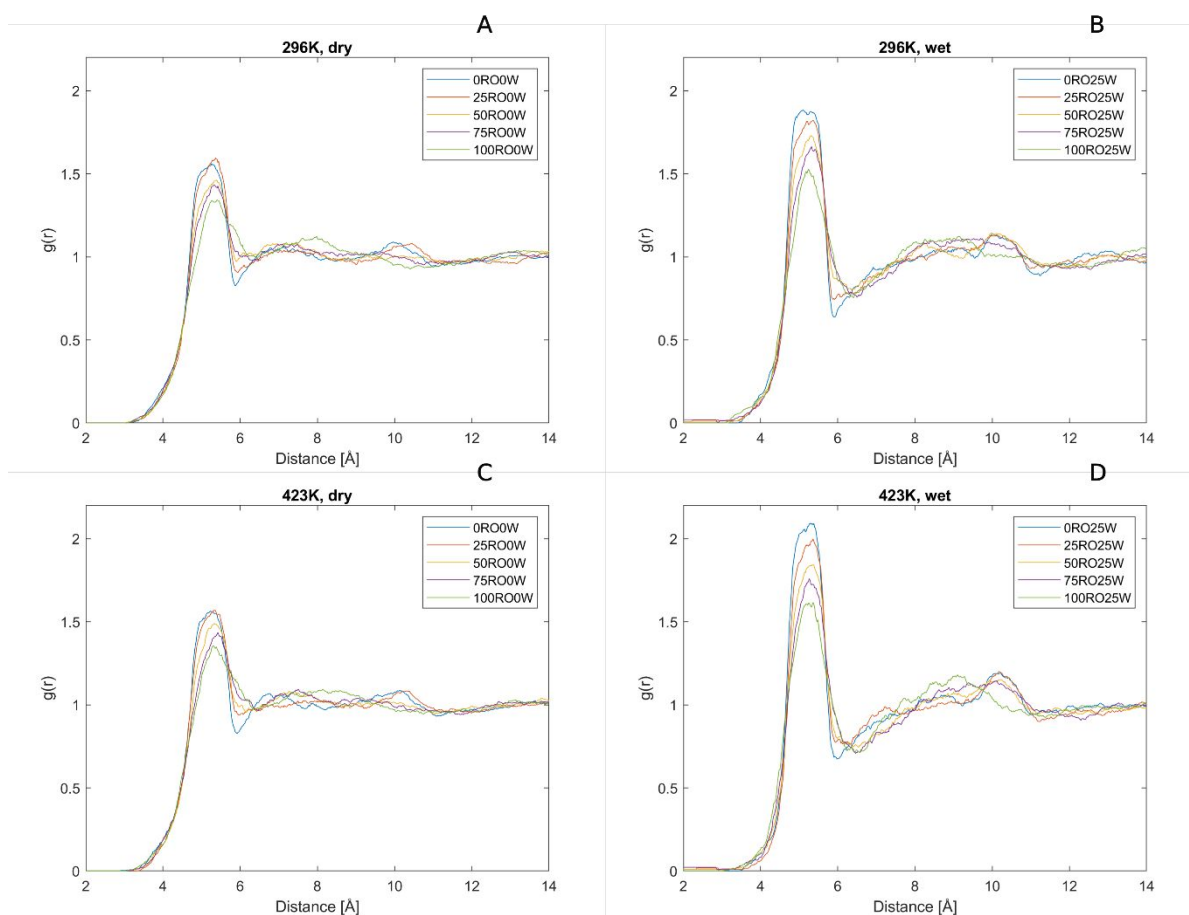 A
296K, dry
2
1.5
1
0.5
0
g(r)
0RO0W
25RO0W
50RO0W
75RO0W
100RO0W
2 4 6 8 10 12 14
Distance [Å]
B
296K, wet
2
1.5
1
0.5
0
g(r)
0RO25W
25RO25W
50RO25W
75RO25W
100RO25W
2 4 6 8 10 12 14
Distance [Å]
C
423K, dry
2
1.5
1
0.5
0
g(r)
0RO0W
25RO0W
50RO0W
75RO0W
100RO0W
2 4 6 8 10 12 14
Distance [Å]
D
423K, wet
2
1.5
1
0.5
0
g(r)
0RO25W
25RO25W
50RO25W
75RO25W
100RO25W
2 4 6 8 10 12 14
Distance [Å]